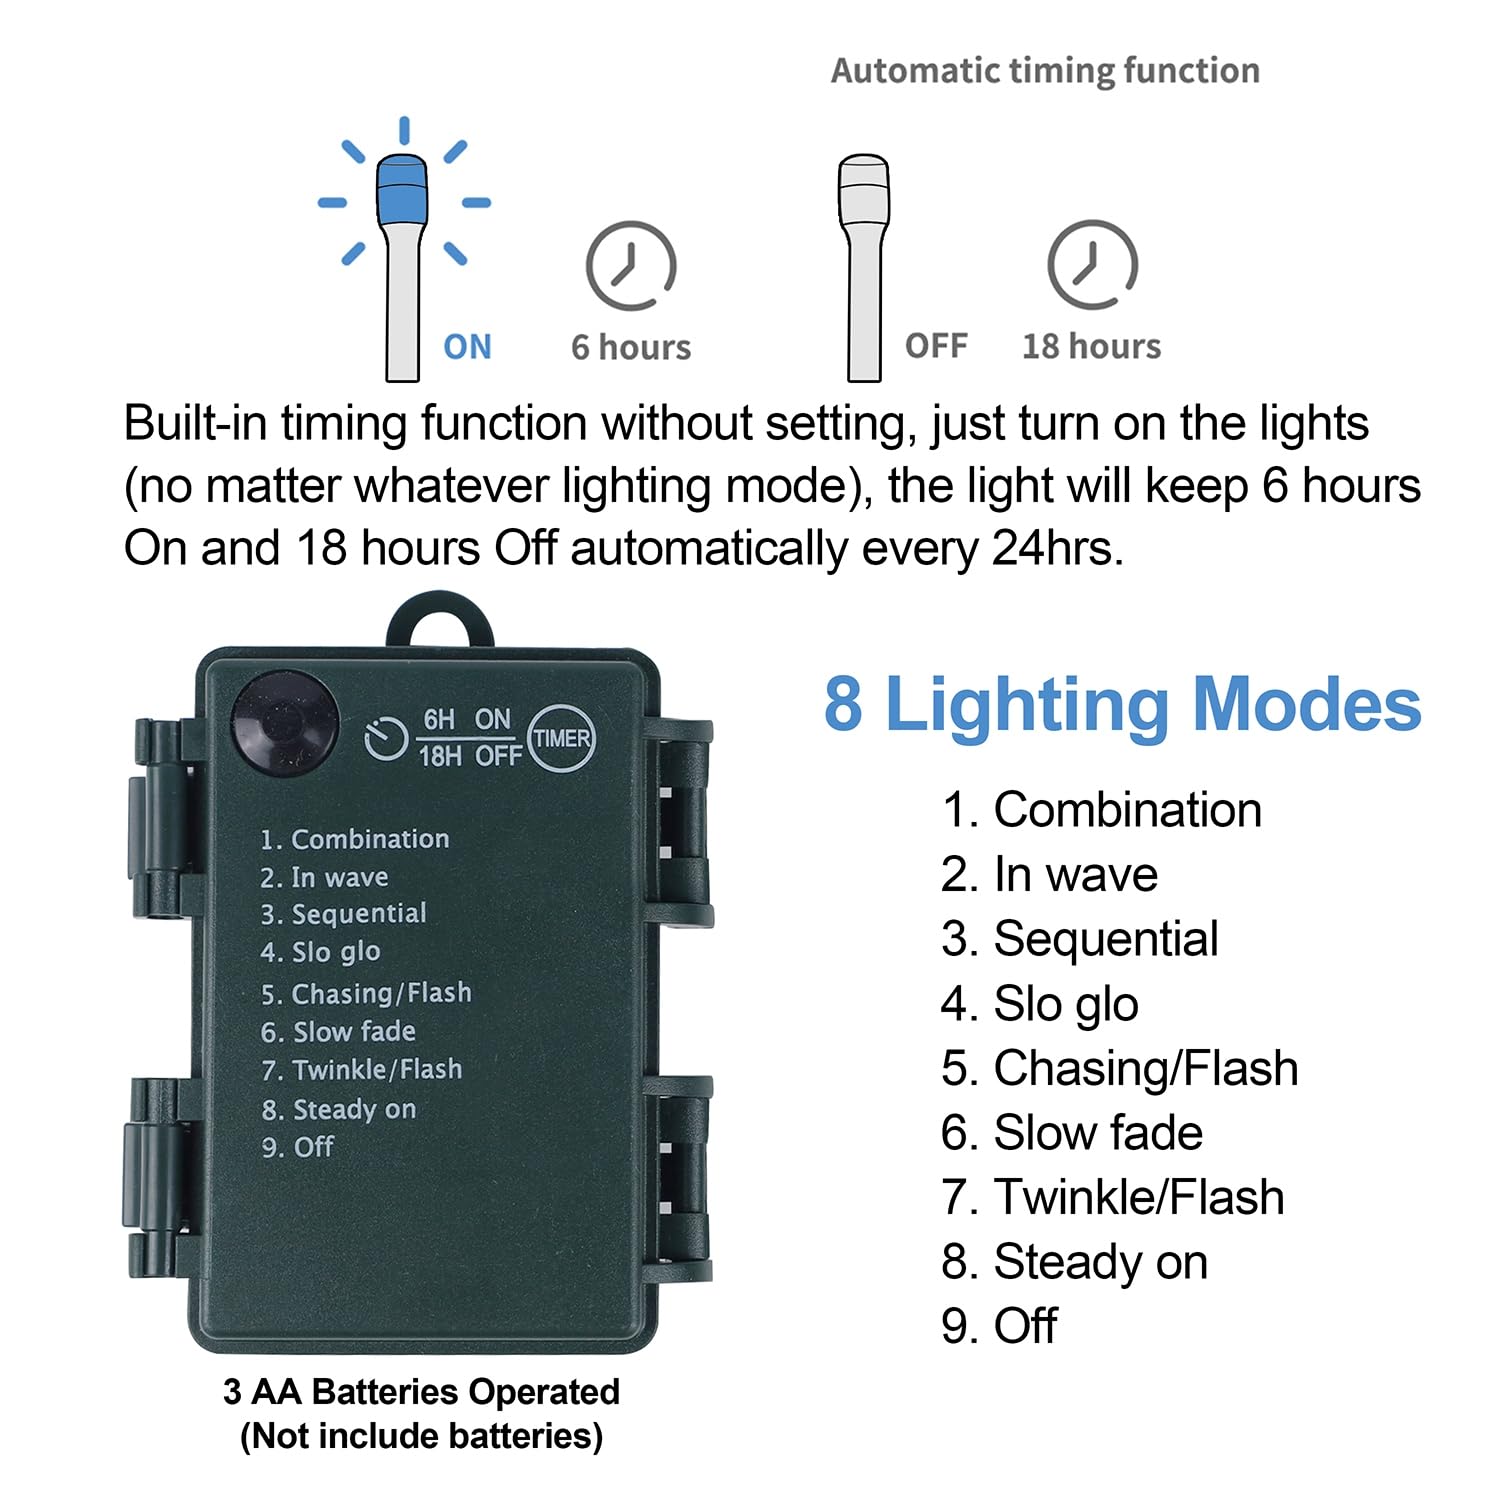 Automatic timing function
ON
6 hours
OFF
18 hours
Built-in timing function without setting, just turn on the lights
(no matter whatever lighting mode), the light will keep 6 hours
On and 18 hours Off automatically every 24hrs.
6H ON
18H OFF
TIMER
1. Combination
2. In wave
3. Sequential
4. Slo glo
5. Chasing/Flash
6. Slow fade
7. Twinkle/Flash
8. Steady on
9. Off
3 AA Batteries Operated
(Not include batteries)
8 Lighting Modes
1. Combination
2. In wave
3. Sequential
4. Slo glo
5. Chasing/Flash
6. Slow fade
7. Twinkle/Flash
8. Steady on
9. Off